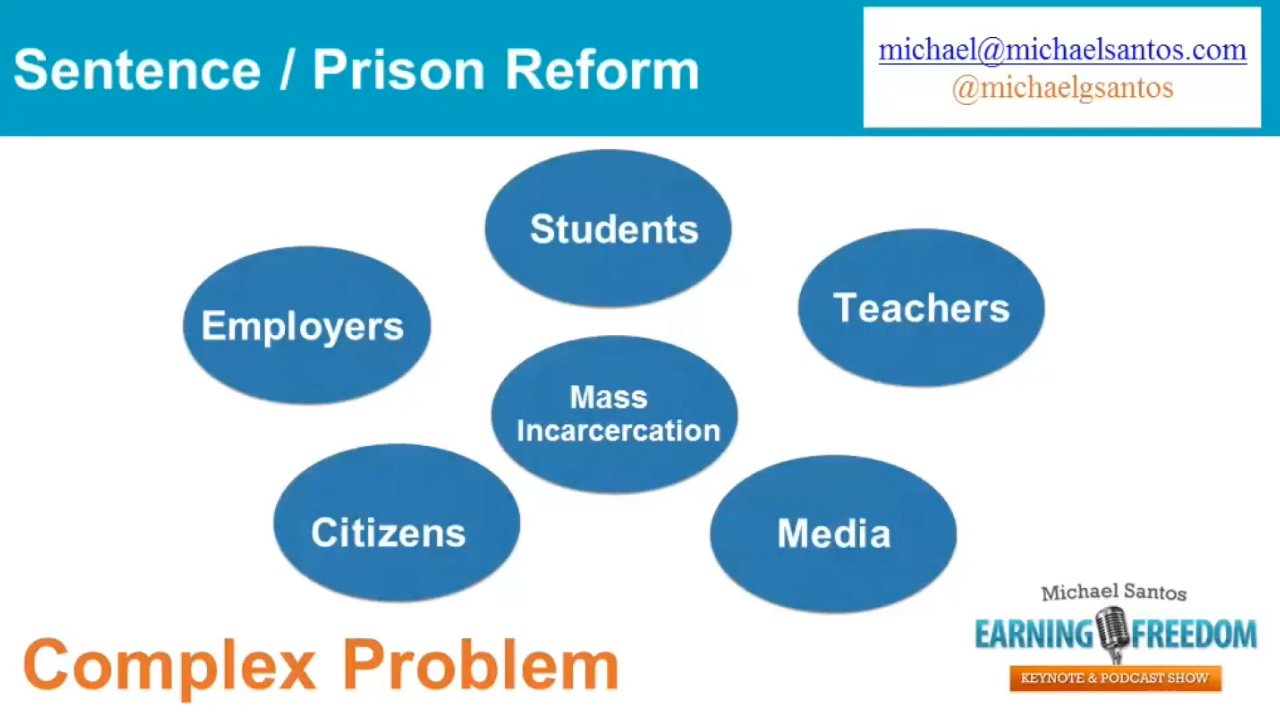 Sentence / Prison Reform
michael@michaelsantos.com
@michaelgsantos
Students
Teachers
Employers
Mass
Incarcercation
Citizens
Media
Complex Problem
Michael Santos
EARNING FREEDOM
KEYNOTE & PODCAST SHOW